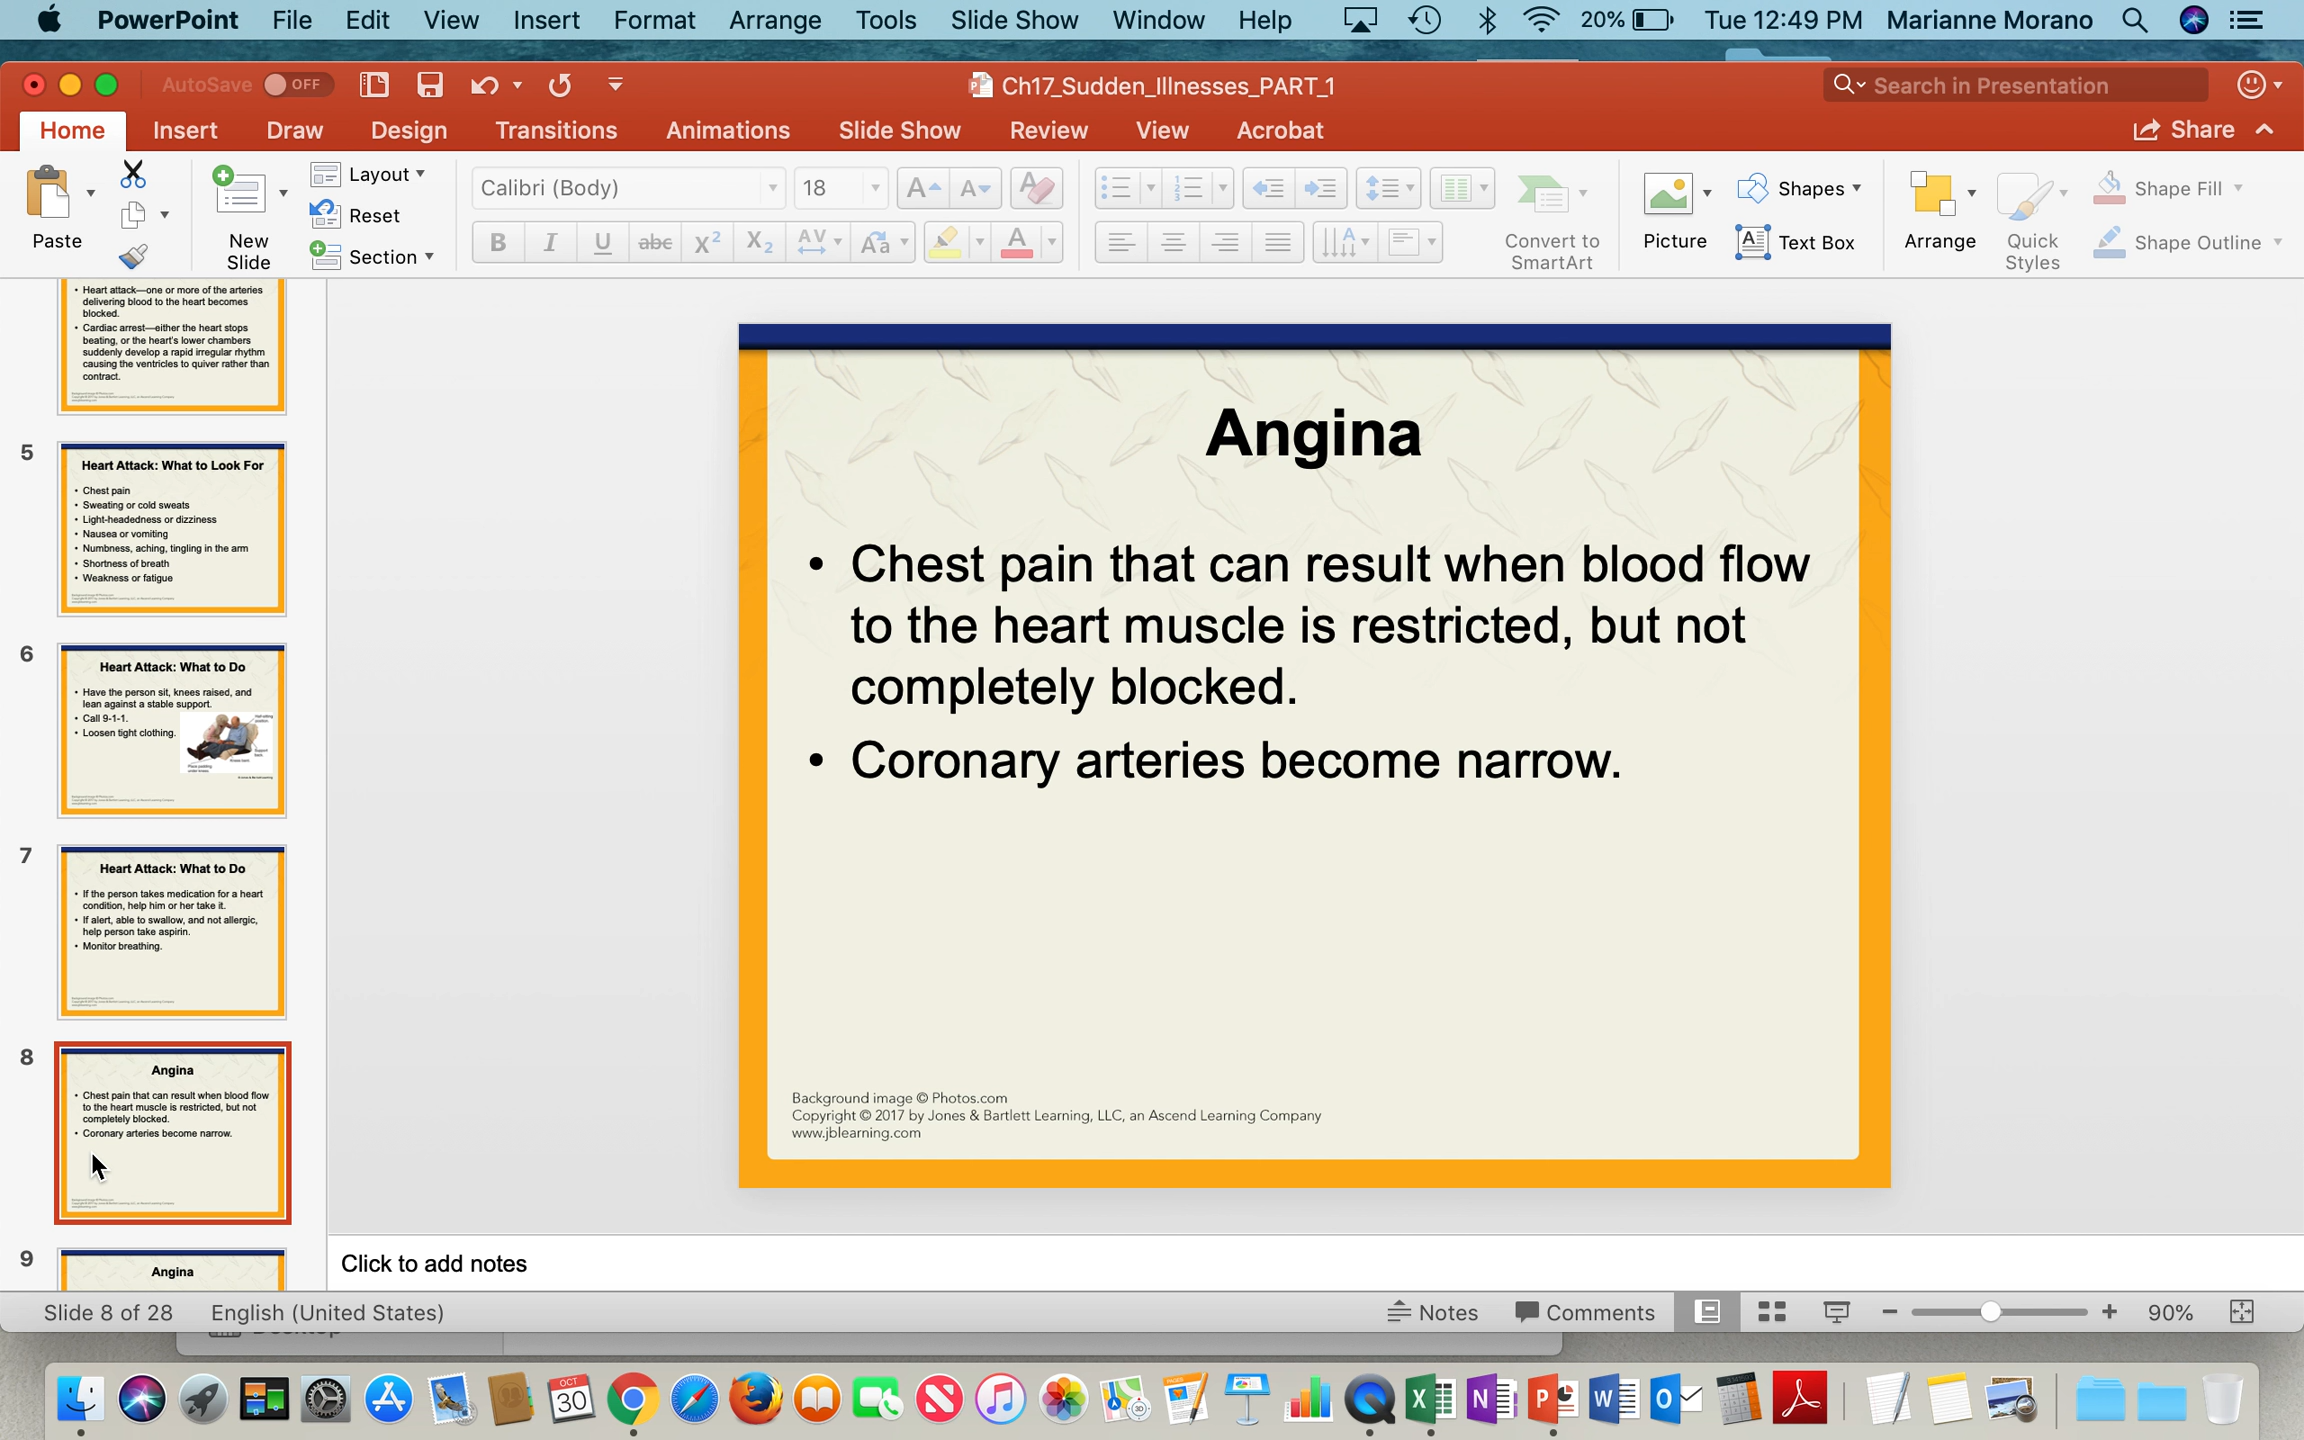 PowerPoint File Edit View Insert Format Arrange Tools Slide Show Window Help 20% Tue 12:49 PM Marianne Morano
AutoSave OFF Ch17_Sudden_Illnesses_PART_1 Search in Presentation
Home Insert Draw Design Transitions Animations Slide Show Review View Acrobat Share
Paste
New
Slide
Layout
Reset
Section
Calibri (Body) 18
Convert to
SmartArt
Picture
Shapes
Text Box
Arrange
Quick
Styles
Shape Fill
Shape Outline
• Heart attack—one or more of the arteries
delivering blood to the heart becomes
blocked.
• Cardiac arrest—either the heart stops
beating, or the heart's lower chambers
suddenly develop a rapid irregular rhythm
causing the ventricles to quiver rather than
contract.
5
Heart Attack: What to Look For
• Chest pain
• Sweating or cold sweats
• Light-headedness or dizziness
• Nausea or vomiting
• Numbness, aching, tingling in the arm
• Shortness of breath
• Weakness or fatigue
6
Heart Attack: What to Do
• Have the person sit, knees raised, and
lean against a stable support.
• Call 9-1-1.
• Loosen tight clothing.
7
Heart Attack: What to Do
• If the person takes medication for a heart
condition, help him or her take it.
• If alert, able to swallow, and not allergic,
help person take aspirin.
• Monitor breathing.
8
Angina
• Chest pain that can result when blood flow
to the heart muscle is restricted, but not
completely blocked.
• Coronary arteries become narrow.
9
Angina
Angina
• Chest pain that can result when blood flow
to the heart muscle is restricted, but not
completely blocked.
• Coronary arteries become narrow.
Background image © Photos.com
Copyright © 2017 by Jones & Bartlett Learning, LLC, an Ascend Learning Company
www.jblearning.com
Click to add notes
Slide 8 of 28 English (United States) Notes Comments 90%
OCT
30